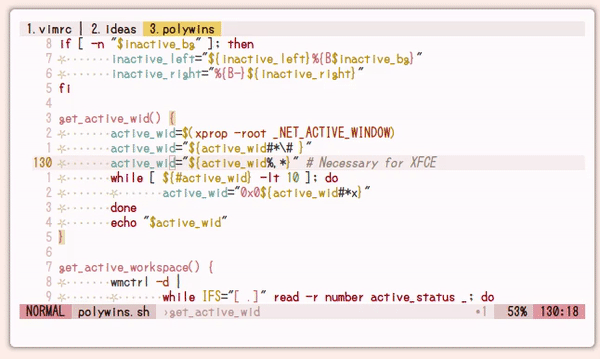 1.vimrc | 2.ideas  3.polywins
8 if [ -n "$inactive_bg" ]; then
7 inactive_left="${inactive_left}%{B$inactive_bg}"
6 inactive_right="%{B-}${inactive_right}"
5 fi
4
3 get_active_wid() {
2 active_wid=$(xprop -root _NET_ACTIVE_WINDOW)
1 active_wid="${active_wid#*\# }"
130 active_wid="${active_wid%,*}" # Necessary for XFCE
1 while [ ${#active_wid} -lt 10 ]; do
2 active_wid="0x0${active_wid#*x}"
3 done
4 echo "$active_wid"
5 }
6
7 get_active_workspace() {
8 wmctrl -d |
9 while IFS="[ .]" read -r number active_status _; do
NORMAL polywins.sh ›get_active_wid •1 53% 130:18